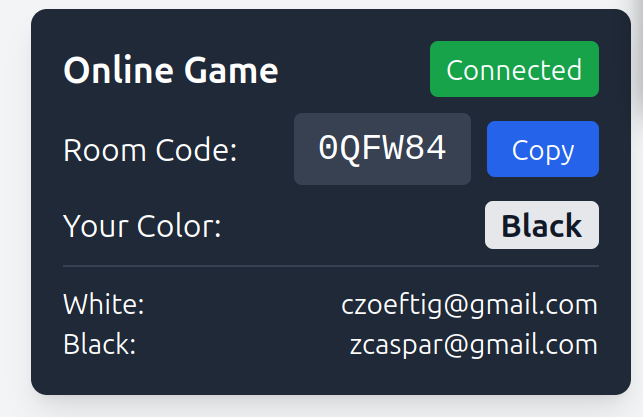 Online Game Connected
Room Code: 0QFW84 Copy
Your Color: Black
White: czoeftig@gmail.com
Black: zcaspar@gmail.com